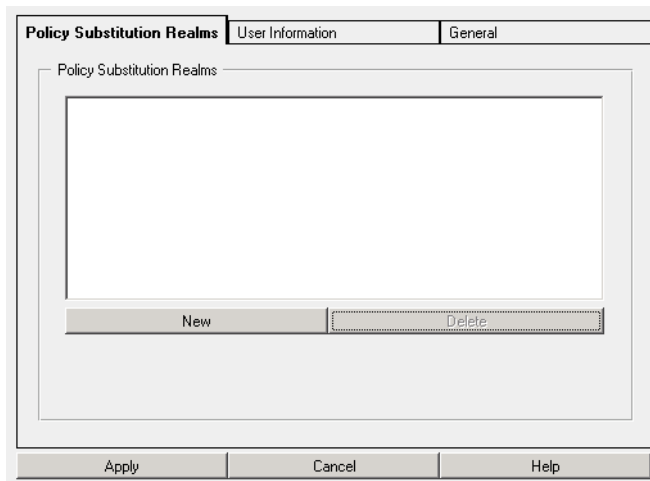 Policy Substitution Realms User Information General
Policy Substitution Realms
New Delete
Apply Cancel Help